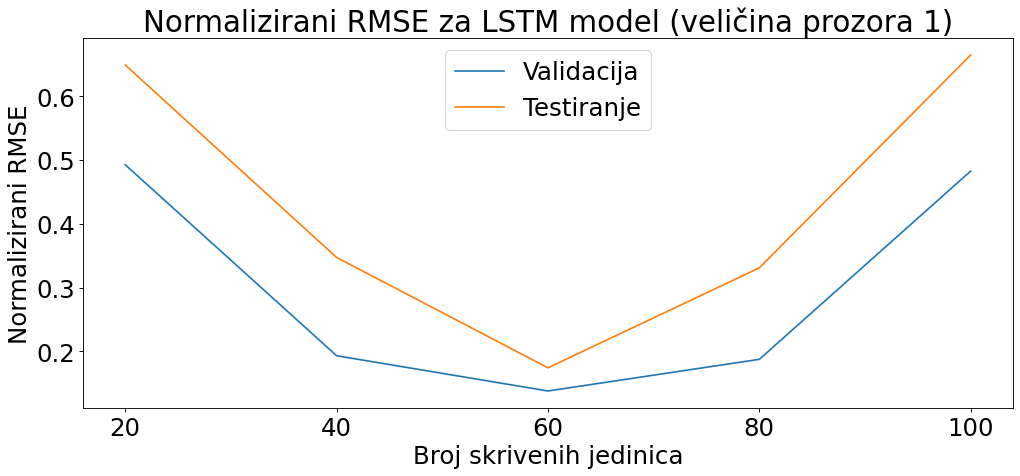 Normalizirani RMSE za LSTM model (veličina prozora 1)
Validacija
Testiranje
Normalizirani RMSE
0.6
0.5
0.4
0.3
0.2
20 40 60 80 100
Broj skrivenih jedinica